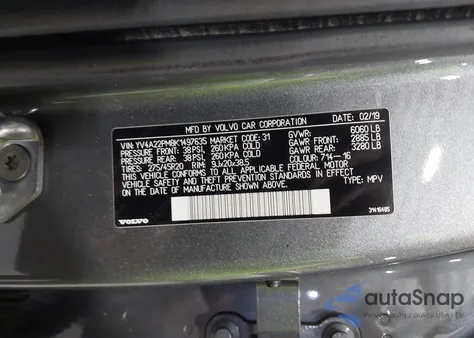 MFD. BY VOLVO CAR CORPORATION DATE: 02/19
VIN: YV4A22PM8K1497635 MARKET CODE: 31 GVWR: 6060 LB
PRESSURE FRONT: 38 PSI, 260 KPA COLD GAWR FRONT: 2885 LB
PRESSURE REAR: 38 PSI, 260 KPA COLD GAWR REAR: 3280 LB
TIRES: 275/45R20 RIM: 9Jx20x38,5 COLOUR: 714-16
THIS VEHICLE CONFORMS TO ALL APPLICABLE FEDERAL MOTOR
VEHICLE SAFETY AND THEFT PREVENTION STANDARDS IN EFFECT
ON THE DATE OF MANUFACTURE SHOWN ABOVE. TYPE: MPV
VOLVO 31418485
autoSnap